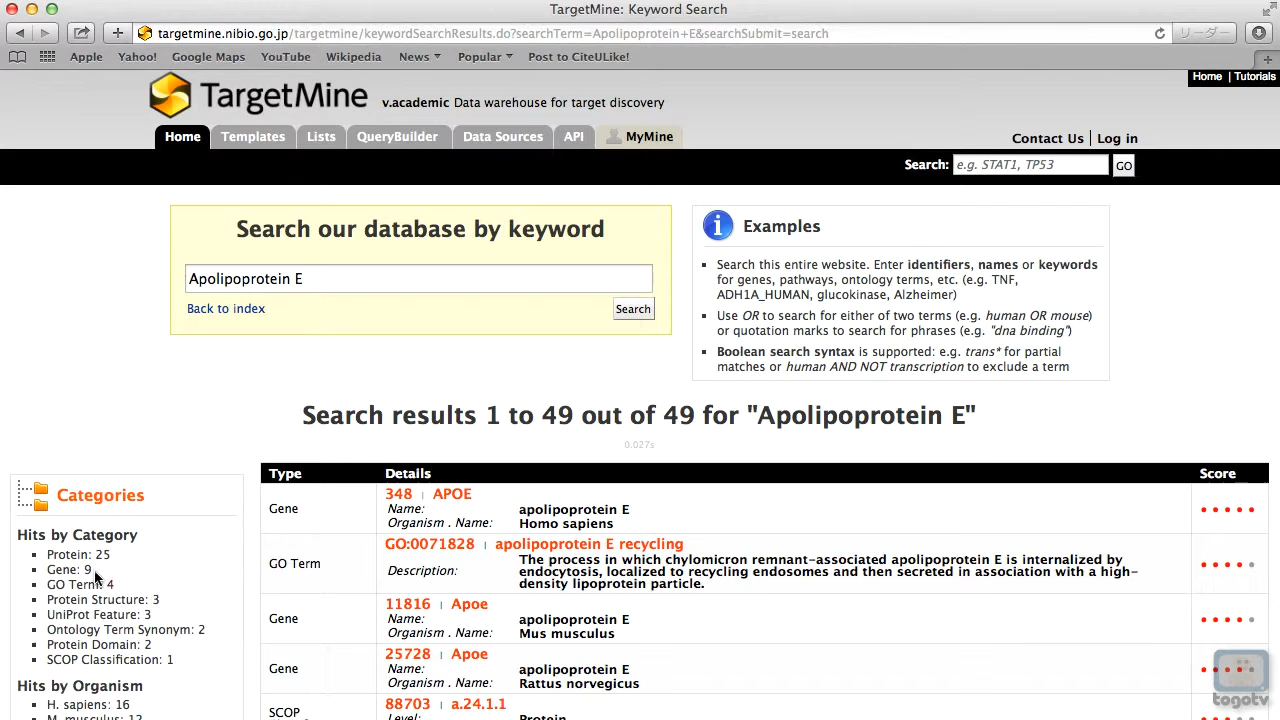 TargetMine: Keyword Search
targetmine.nibio.go.jp/targetmine/keywordSearchResults.do?searchTerm=Apolipoprotein+E&searchSubmit=search
リーダー
Apple Yahoo! Google Maps YouTube Wikipedia News Popular Post to CiteULike!
Home | Tutorials
TargetMine v.academic Data warehouse for target discovery
Home Templates Lists QueryBuilder Data Sources API MyMine
Contact Us | Log in
Search: e.g. STAT1, TP53 GO
Search our database by keyword
Apolipoprotein E
Back to index
Search
Examples
Search this entire website. Enter identifiers, names or keywords
for genes, pathways, ontology terms, etc. (e.g. TNF,
ADH1A_HUMAN, glucokinase, Alzheimer)
Use OR to search for either of two terms (e.g. human OR mouse)
or quotation marks to search for phrases (e.g. "dna binding")
Boolean search syntax is supported: e.g. trans* for partial
matches or human AND NOT transcription to exclude a term
Search results 1 to 49 out of 49 for "Apolipoprotein E"
0.027s
Categories
Hits by Category
Protein: 25
Gene: 9
GO Term: 4
Protein Structure: 3
UniProt Feature: 3
Ontology Term Synonym: 2
Protein Domain: 2
SCOP Classification: 1
Hits by Organism
H. sapiens: 16
M. musculus: 12
Type Details Score
Gene
348 | APOE
Name: apolipoprotein E
Organism . Name: Homo sapiens
GO Term
GO:0071828 | apolipoprotein E recycling
Description: The process in which chylomicron remnant-associated apolipoprotein E is internalized by
endocytosis, localized to recycling endosomes and then secreted in association with a high-
density lipoprotein particle.
Gene
11816 | Apoe
Name: apolipoprotein E
Organism . Name: Mus musculus
Gene
25728 | Apoe
Name: apolipoprotein E
Organism . Name: Rattus norvegicus
SCOP
88703 | a.24.1.1
Level: Protein
togotv